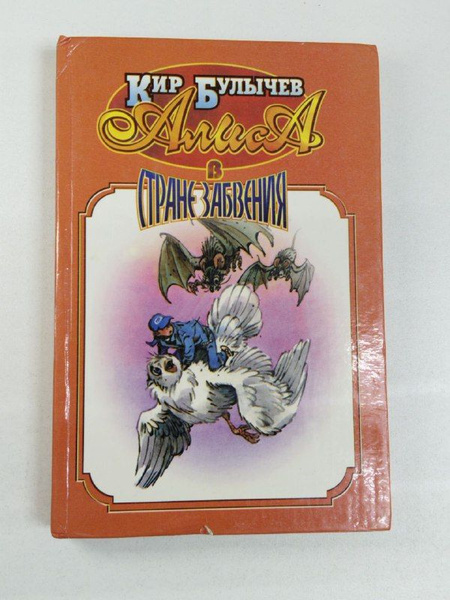 Кир Булычев
Алиса
в
стране забвения